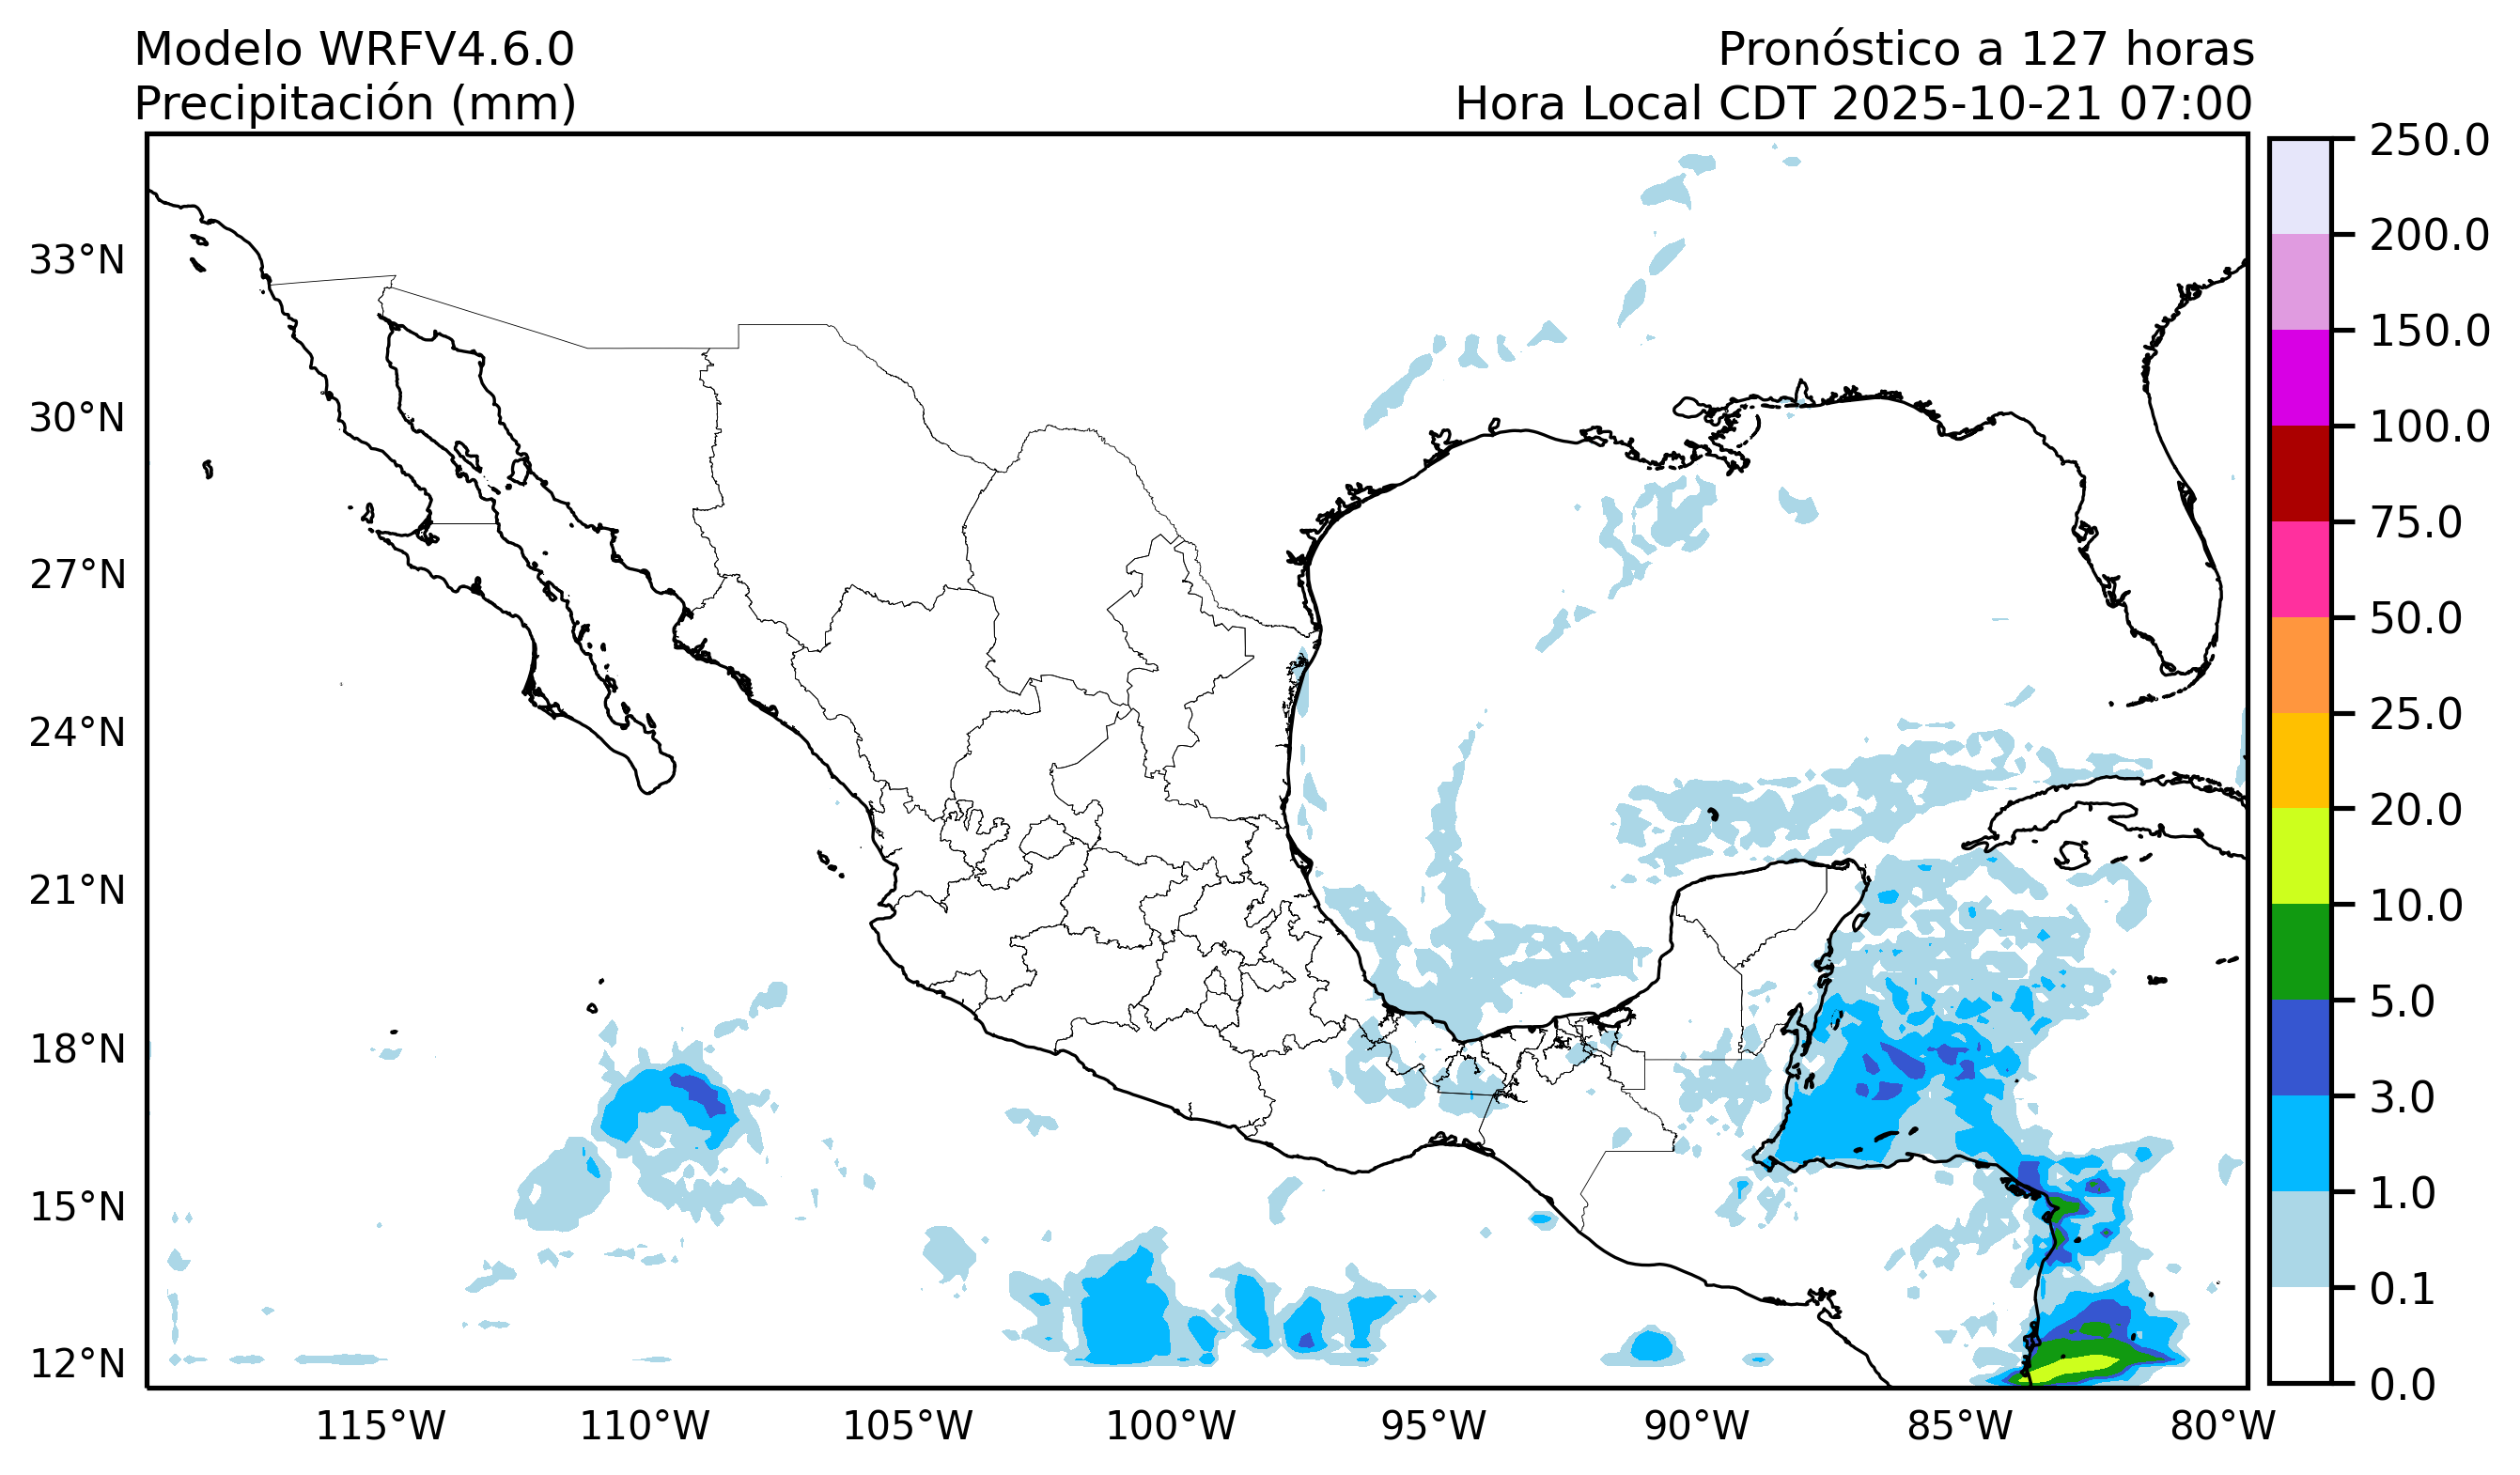 Modelo WRFV4.6.0
Precipitación (mm)
Pronóstico a 127 horas
Hora Local CDT 2025-10-21 07:00
33°N
30°N
27°N
24°N
21°N
18°N
15°N
12°N
115°W
110°W
105°W
100°W
95°W
90°W
85°W
80°W
250.0
200.0
150.0
100.0
75.0
50.0
25.0
20.0
10.0
5.0
3.0
1.0
0.1
0.0